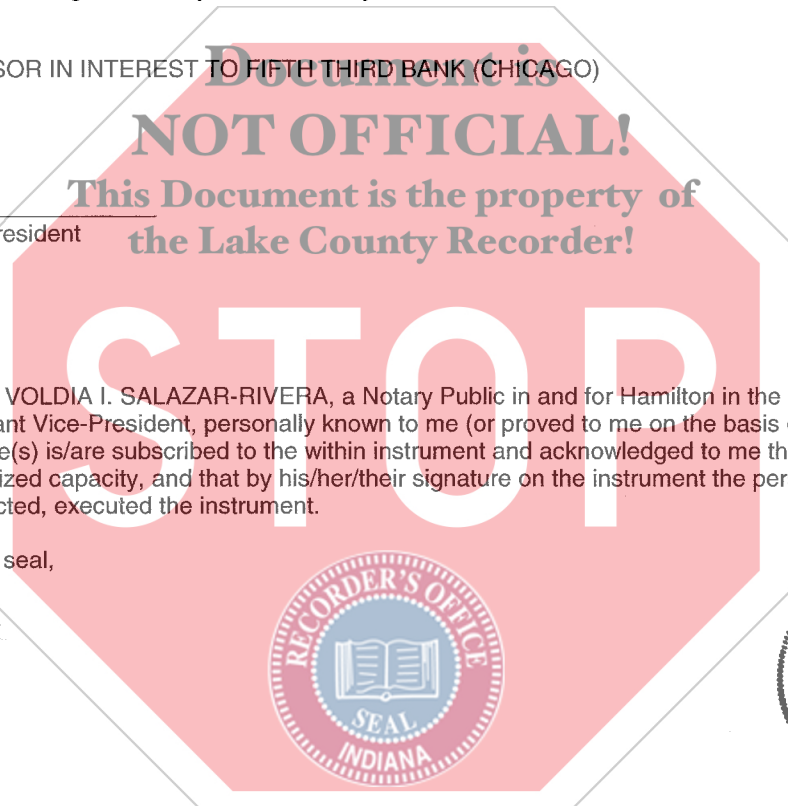 SOR IN INTEREST TO FIFTH THIRD BANK (CHICAGO)
Document is
NOT OFFICIAL!
This Document is the property of
the Lake County Recorder!
resident
STOP
VOLDIA I. SALAZAR-RIVERA, a Notary Public in and for Hamilton in the
ant Vice-President, personally known to me (or proved to me on the basis
e(s) is/are subscribed to the within instrument and acknowledged to me th
ized capacity, and that by his/her/their signature on the instrument the per
cted, executed the instrument.
seal,
RECORDER'S OFFICE
SEAL
INDIANA